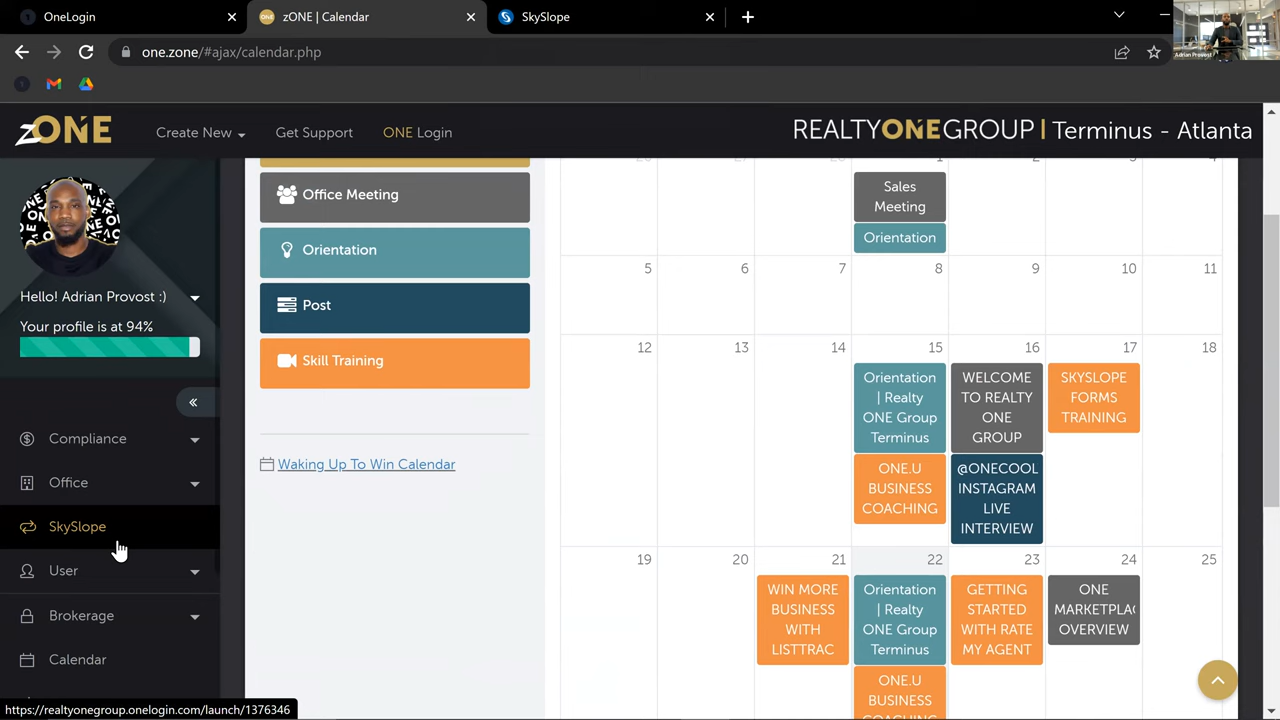 OneLogin
zONE | Calendar
SkySlope
one.zone/#ajax/calendar.php
Adrian Provost
zONE
Create New
Get Support
ONE Login
REALTYONEGROUP | Terminus - Atlanta
Hello! Adrian Provost :)
Your profile is at 94%
Compliance
Office
SkySlope
User
Brokerage
Calendar
https://realtyonegroup.onelogin.com/launch/1376346
Office Meeting
Orientation
Post
Skill Training
Waking Up To Win Calendar
1
2
3
4
Sales
Meeting
Orientation
5
6
7
8
9
10
11
12
13
14
15
16
17
18
Orientation
| Realty
ONE Group
Terminus
ONE.U
BUSINESS
COACHING
WELCOME
TO REALTY
ONE
GROUP
@ONECOOL
INSTAGRAM
LIVE
INTERVIEW
SKYSLOPE
FORMS
TRAINING
19
20
21
22
23
24
25
WIN MORE
BUSINESS
WITH
LISTTRAC
Orientation
| Realty
ONE Group
Terminus
ONE.U
BUSINESS
COACHING
GETTING
STARTED
WITH RATE
MY AGENT
ONE
MARKETPLAC
OVERVIEW